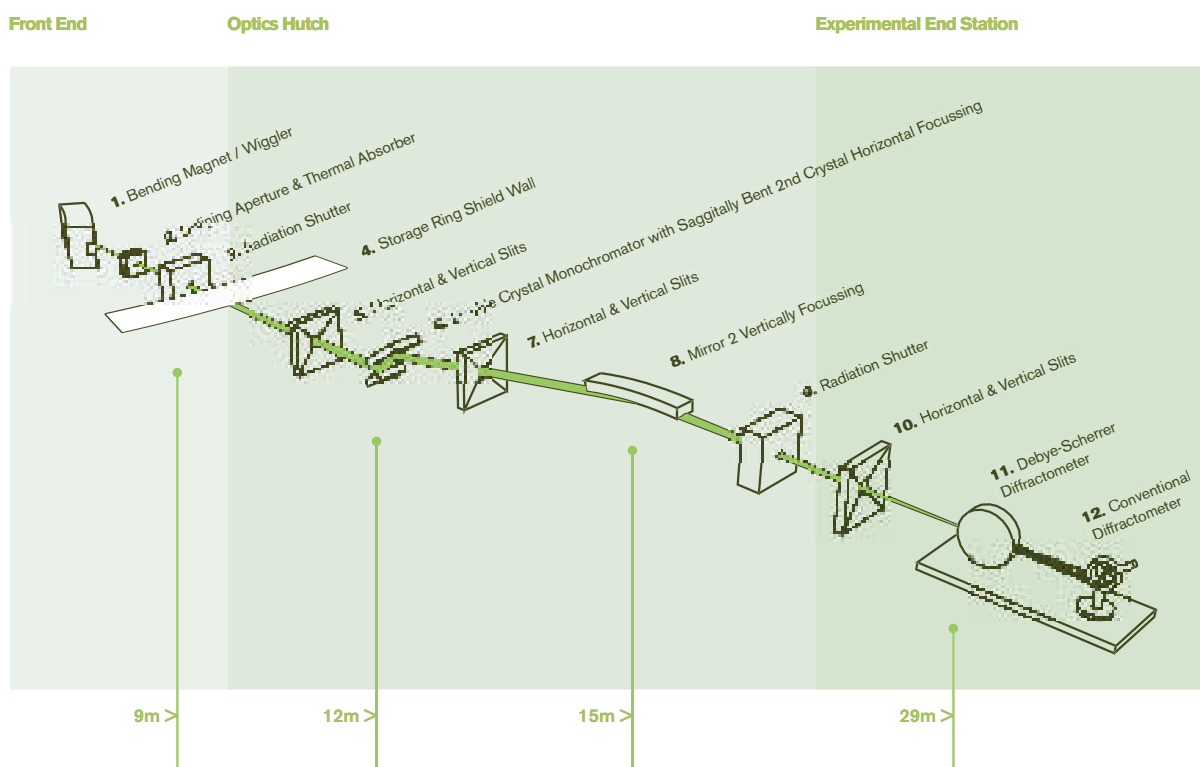 Front End
Optics Hutch
Experimental End Station
1. Bending Magnet / Wiggler
Aperture & Thermal Absorber
Radiation Shutter
4. Storage Ring Shield Wall
Horizontal & Vertical Slits
Crystal Monochromator with Saggitally Bent 2nd Crystal Horizontal Focussing
7. Horizontal & Vertical Slits
8. Mirror 2 Vertically Focussing
9. Radiation Shutter
10. Horizontal & Vertical Slits
11. Debye-Scherrer
Diffractometer
12. Conventional
Diffractometer
9m >
12m >
15m >
29m >